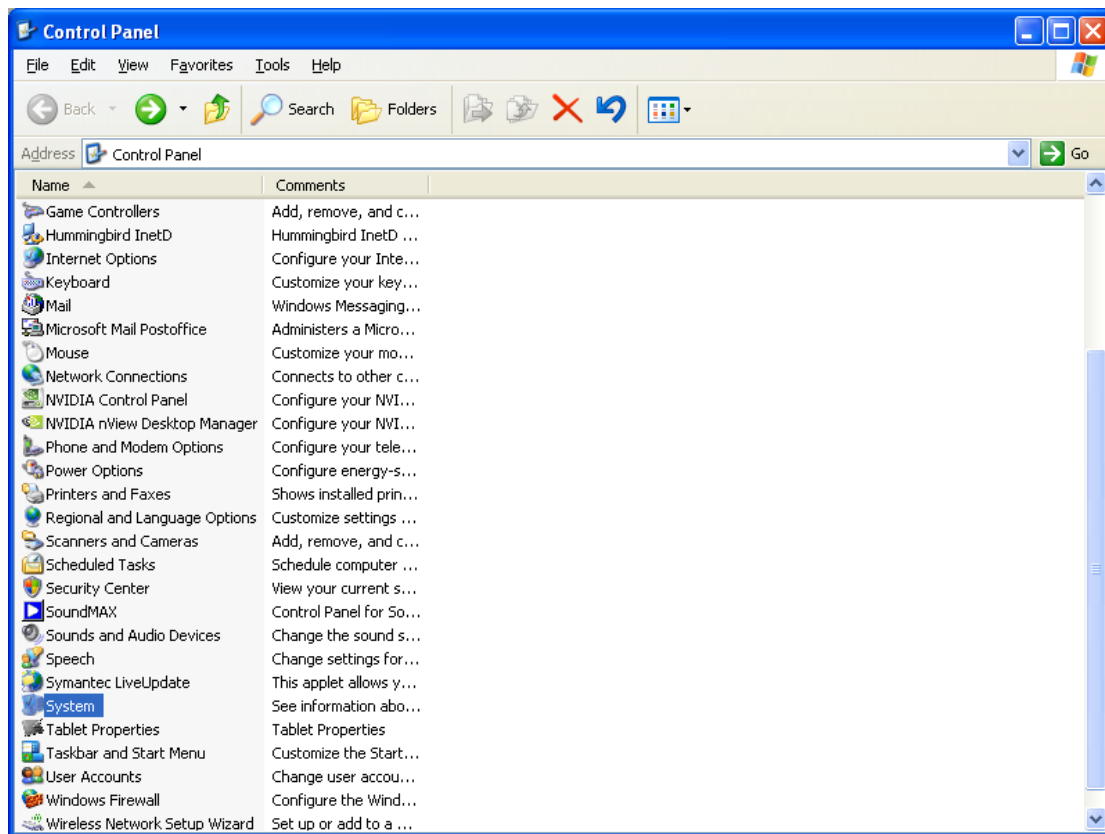 Control Panel
File Edit View Favorites Tools Help
Back Search Folders
Address Control Panel Go
Name Comments
Game Controllers Add, remove, and c...
Hummingbird InetD Hummingbird InetD ...
Internet Options Configure your Inte...
Keyboard Customize your key...
Mail Windows Messaging...
Microsoft Mail Postoffice Administers a Micro...
Mouse Customize your mo...
Network Connections Connects to other c...
NVIDIA Control Panel Configure your NVI...
NVIDIA nView Desktop Manager Configure your NVI...
Phone and Modem Options Configure your tele...
Power Options Configure energy-s...
Printers and Faxes Shows installed prin...
Regional and Language Options Customize settings ...
Scanners and Cameras Add, remove, and c...
Scheduled Tasks Schedule computer ...
Security Center View your current s...
SoundMAX Control Panel for So...
Sounds and Audio Devices Change the sound s...
Speech Change settings for...
Symantec LiveUpdate This applet allows y...
System See information abo...
Tablet Properties Tablet Properties
Taskbar and Start Menu Customize the Start...
User Accounts Change user accou...
Windows Firewall Configure the Wind...
Wireless Network Setup Wizard Set up or add to a ...